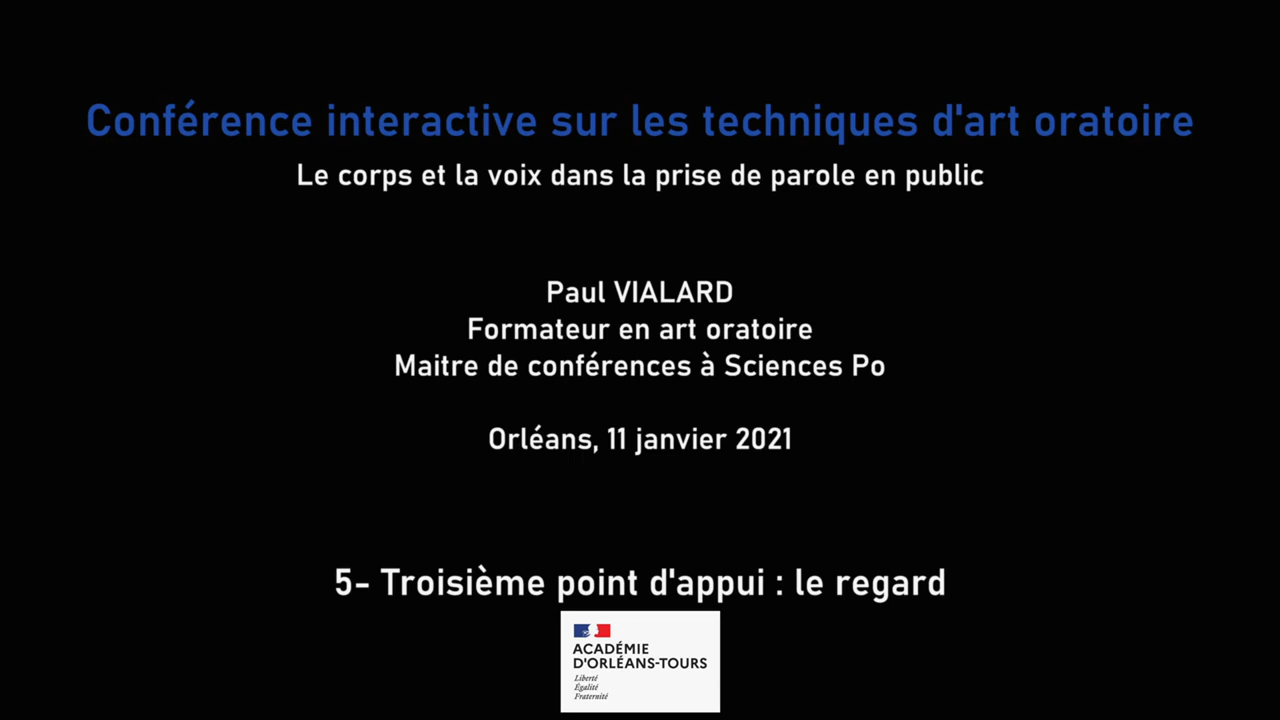 Conférence interactive sur les techniques d'art oratoire
Le corps et la voix dans la prise de parole en public
Paul VIALARD
Formateur en art oratoire
Maitre de conférences à Sciences Po
Orléans, 11 janvier 2021
5- Troisième point d'appui : le regard
ACADÉMIE
D'ORLÉANS-TOURS
Liberté
Égalité
Fraternité